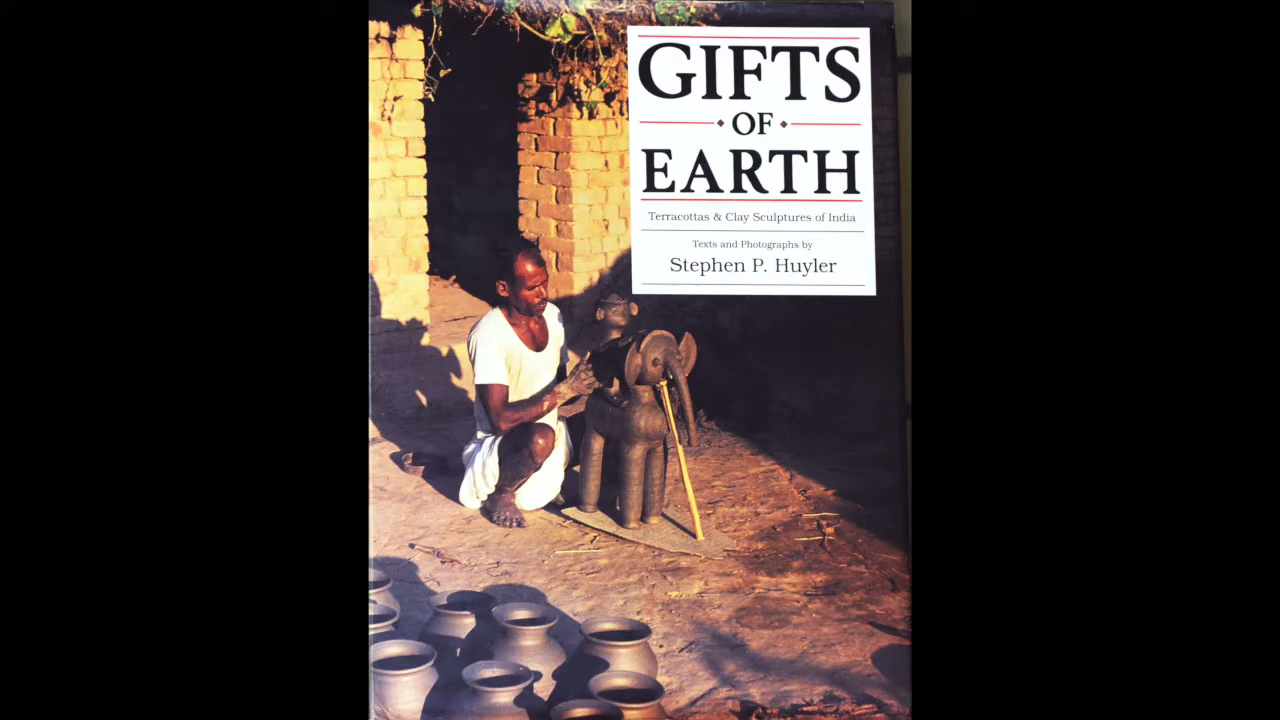 GIFTS
OF
EARTH
Terracottas & Clay Sculptures of India
Texts and Photographs by
Stephen P. Huyler